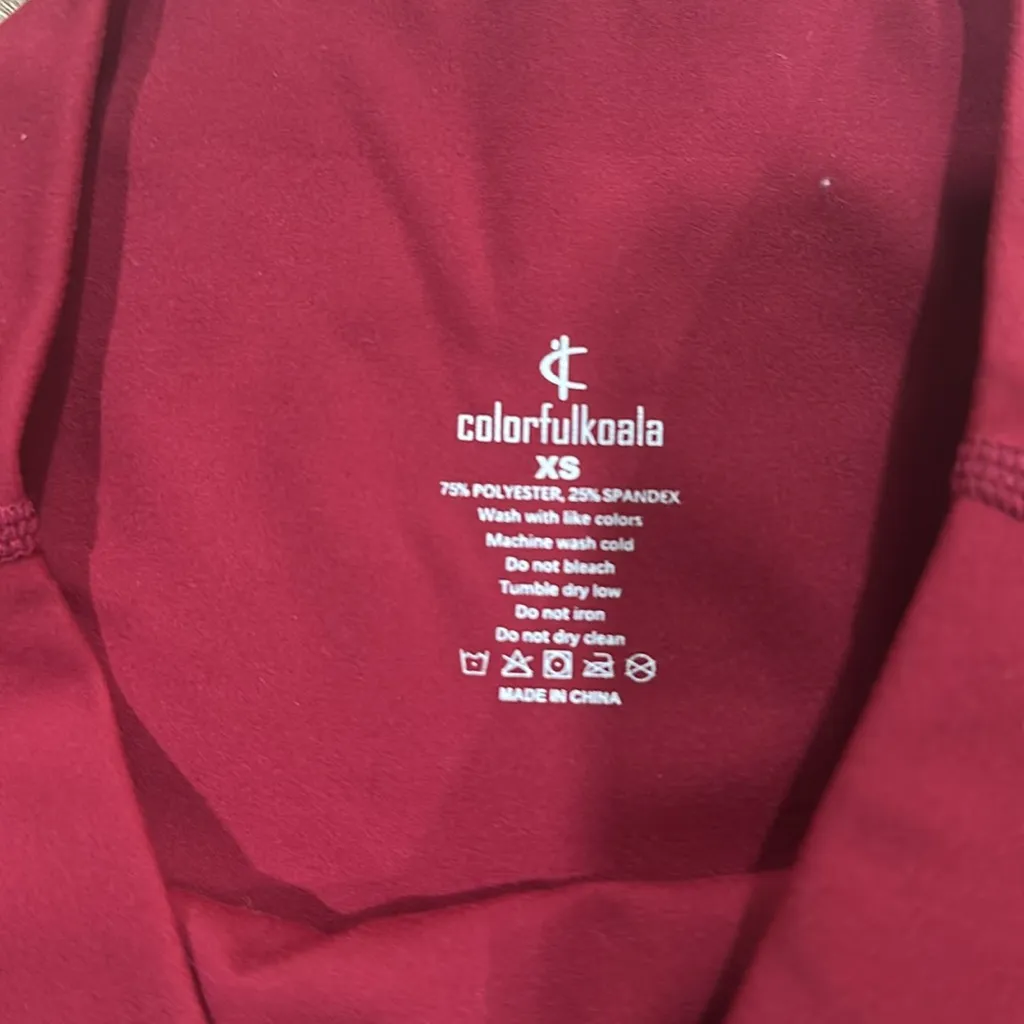 colorfulkoala
XS
75% POLYESTER, 25% SPANDEX
Wash with like colors
Machine wash cold
Do not bleach
Tumble dry low
Do not iron
Do not dry clean
MADE IN CHINA